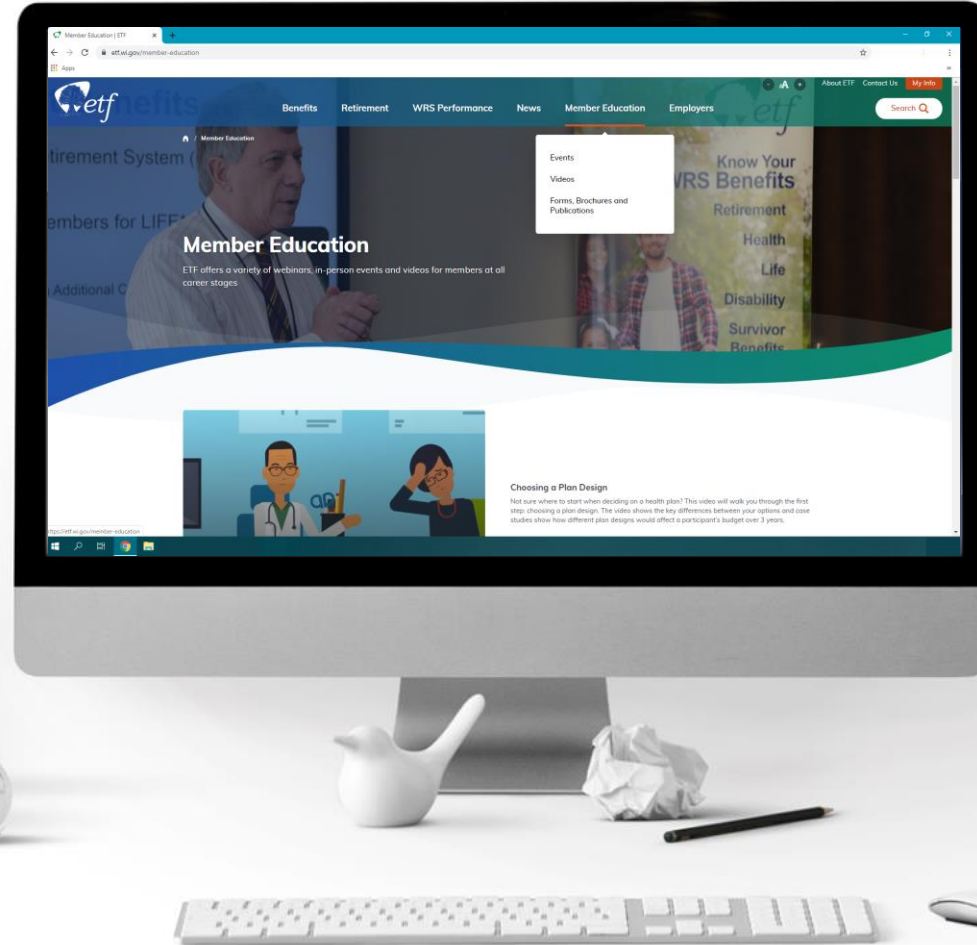 Member Education | ETF
etf.wi.gov/member-education
Apps
About ETF Contact Us My Info
A
etf
Benefits Retirement WRS Performance News Member Education Employers
Search
/ Member Education
Events
Videos
Forms, Brochures and
Publications
tirement System (
embers for LIFE
Additional C
nefits
etf
Know Your
WRS Benefits
Retirement
Health
Life
Disability
Survivor
Benefits
Member Education
ETF offers a variety of webinars, in-person events and videos for members at all
career stages
Choosing a Plan Design
Not sure where to start when deciding on a health plan? This video will walk you through the first
step: choosing a plan design. The video shows the key differences between your options and case
studies show how different plan designs would affect a participant's budget over 3 years.
https://etf.wi.gov/member-education